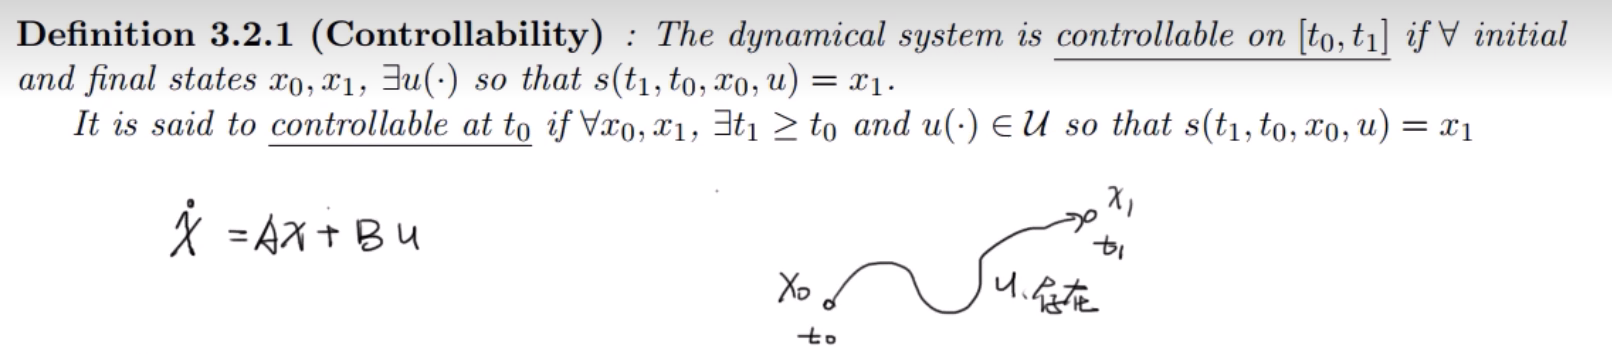 Definition 3.2.1 (Controllability) : The dynamical system is controllable on [t₀, t₁] if ∀ initial
and final states x₀, x₁, ∃u(·) so that s(t₁, t₀, x₀, u) = x₁.
It is said to controllable at t₀ if ∀x₀, x₁, ∃t₁ ≥ t₀ and u(·) ∈ 𝒰 so that s(t₁, t₀, x₀, u) = x₁
Ẋ = AX + Bu
X₁
t₁
X₀
u.存在
t₀